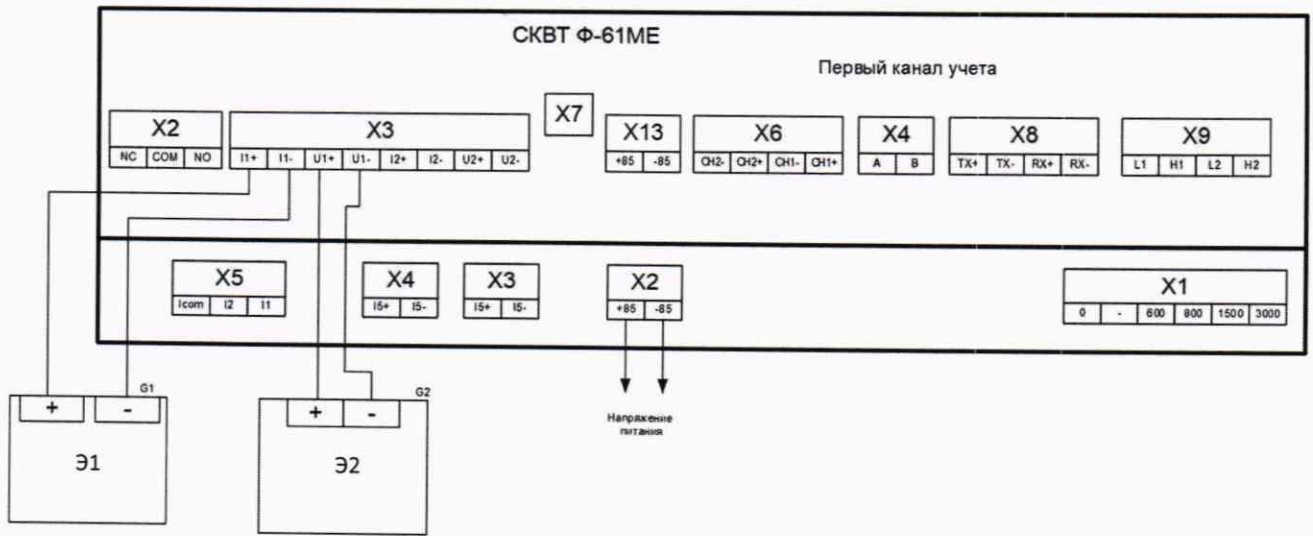 СКВТ Ф-61МЕ
Первый канал учета
X2
NC COM NO
X3
I1+ I1- U1+ U1- I2+ I2- U2+ U2-
X7
X13
+85 -85
X6
CH2- CH2+ CH1- CH1+
X4
A B
X8
TX+ TX- RX+ RX-
X9
L1 H1 L2 H2
X5
Icom I2 I1
X4
I5+ I5-
X3
I5+ I5-
X2
+85 -85
X1
0 - 600 800 1500 3000
G1
+ -
Э1
G2
+ -
Э2
Напряжение
питания